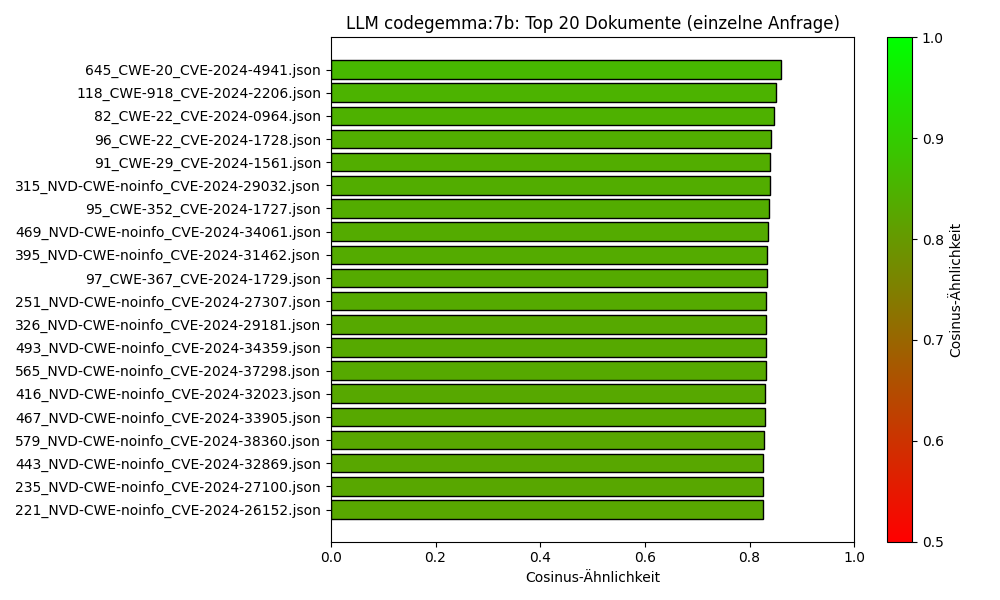 LLM codegemma:7b: Top 20 Dokumente (einzelne Anfrage)
645_CWE-20_CVE-2024-4941.json
118_CWE-918_CVE-2024-2206.json
82_CWE-22_CVE-2024-0964.json
96_CWE-22_CVE-2024-1728.json
91_CWE-29_CVE-2024-1561.json
315_NVD-CWE-noinfo_CVE-2024-29032.json
95_CWE-352_CVE-2024-1727.json
469_NVD-CWE-noinfo_CVE-2024-34061.json
395_NVD-CWE-noinfo_CVE-2024-31462.json
97_CWE-367_CVE-2024-1729.json
251_NVD-CWE-noinfo_CVE-2024-27307.json
326_NVD-CWE-noinfo_CVE-2024-29181.json
493_NVD-CWE-noinfo_CVE-2024-34359.json
565_NVD-CWE-noinfo_CVE-2024-37298.json
416_NVD-CWE-noinfo_CVE-2024-32023.json
467_NVD-CWE-noinfo_CVE-2024-33905.json
579_NVD-CWE-noinfo_CVE-2024-38360.json
443_NVD-CWE-noinfo_CVE-2024-32869.json
235_NVD-CWE-noinfo_CVE-2024-27100.json
221_NVD-CWE-noinfo_CVE-2024-26152.json
0.0 0.2 0.4 0.6 0.8 1.0
Cosinus-Ähnlichkeit
1.0
0.9
0.8
0.7
0.6
0.5
Cosinus-Ähnlichkeit